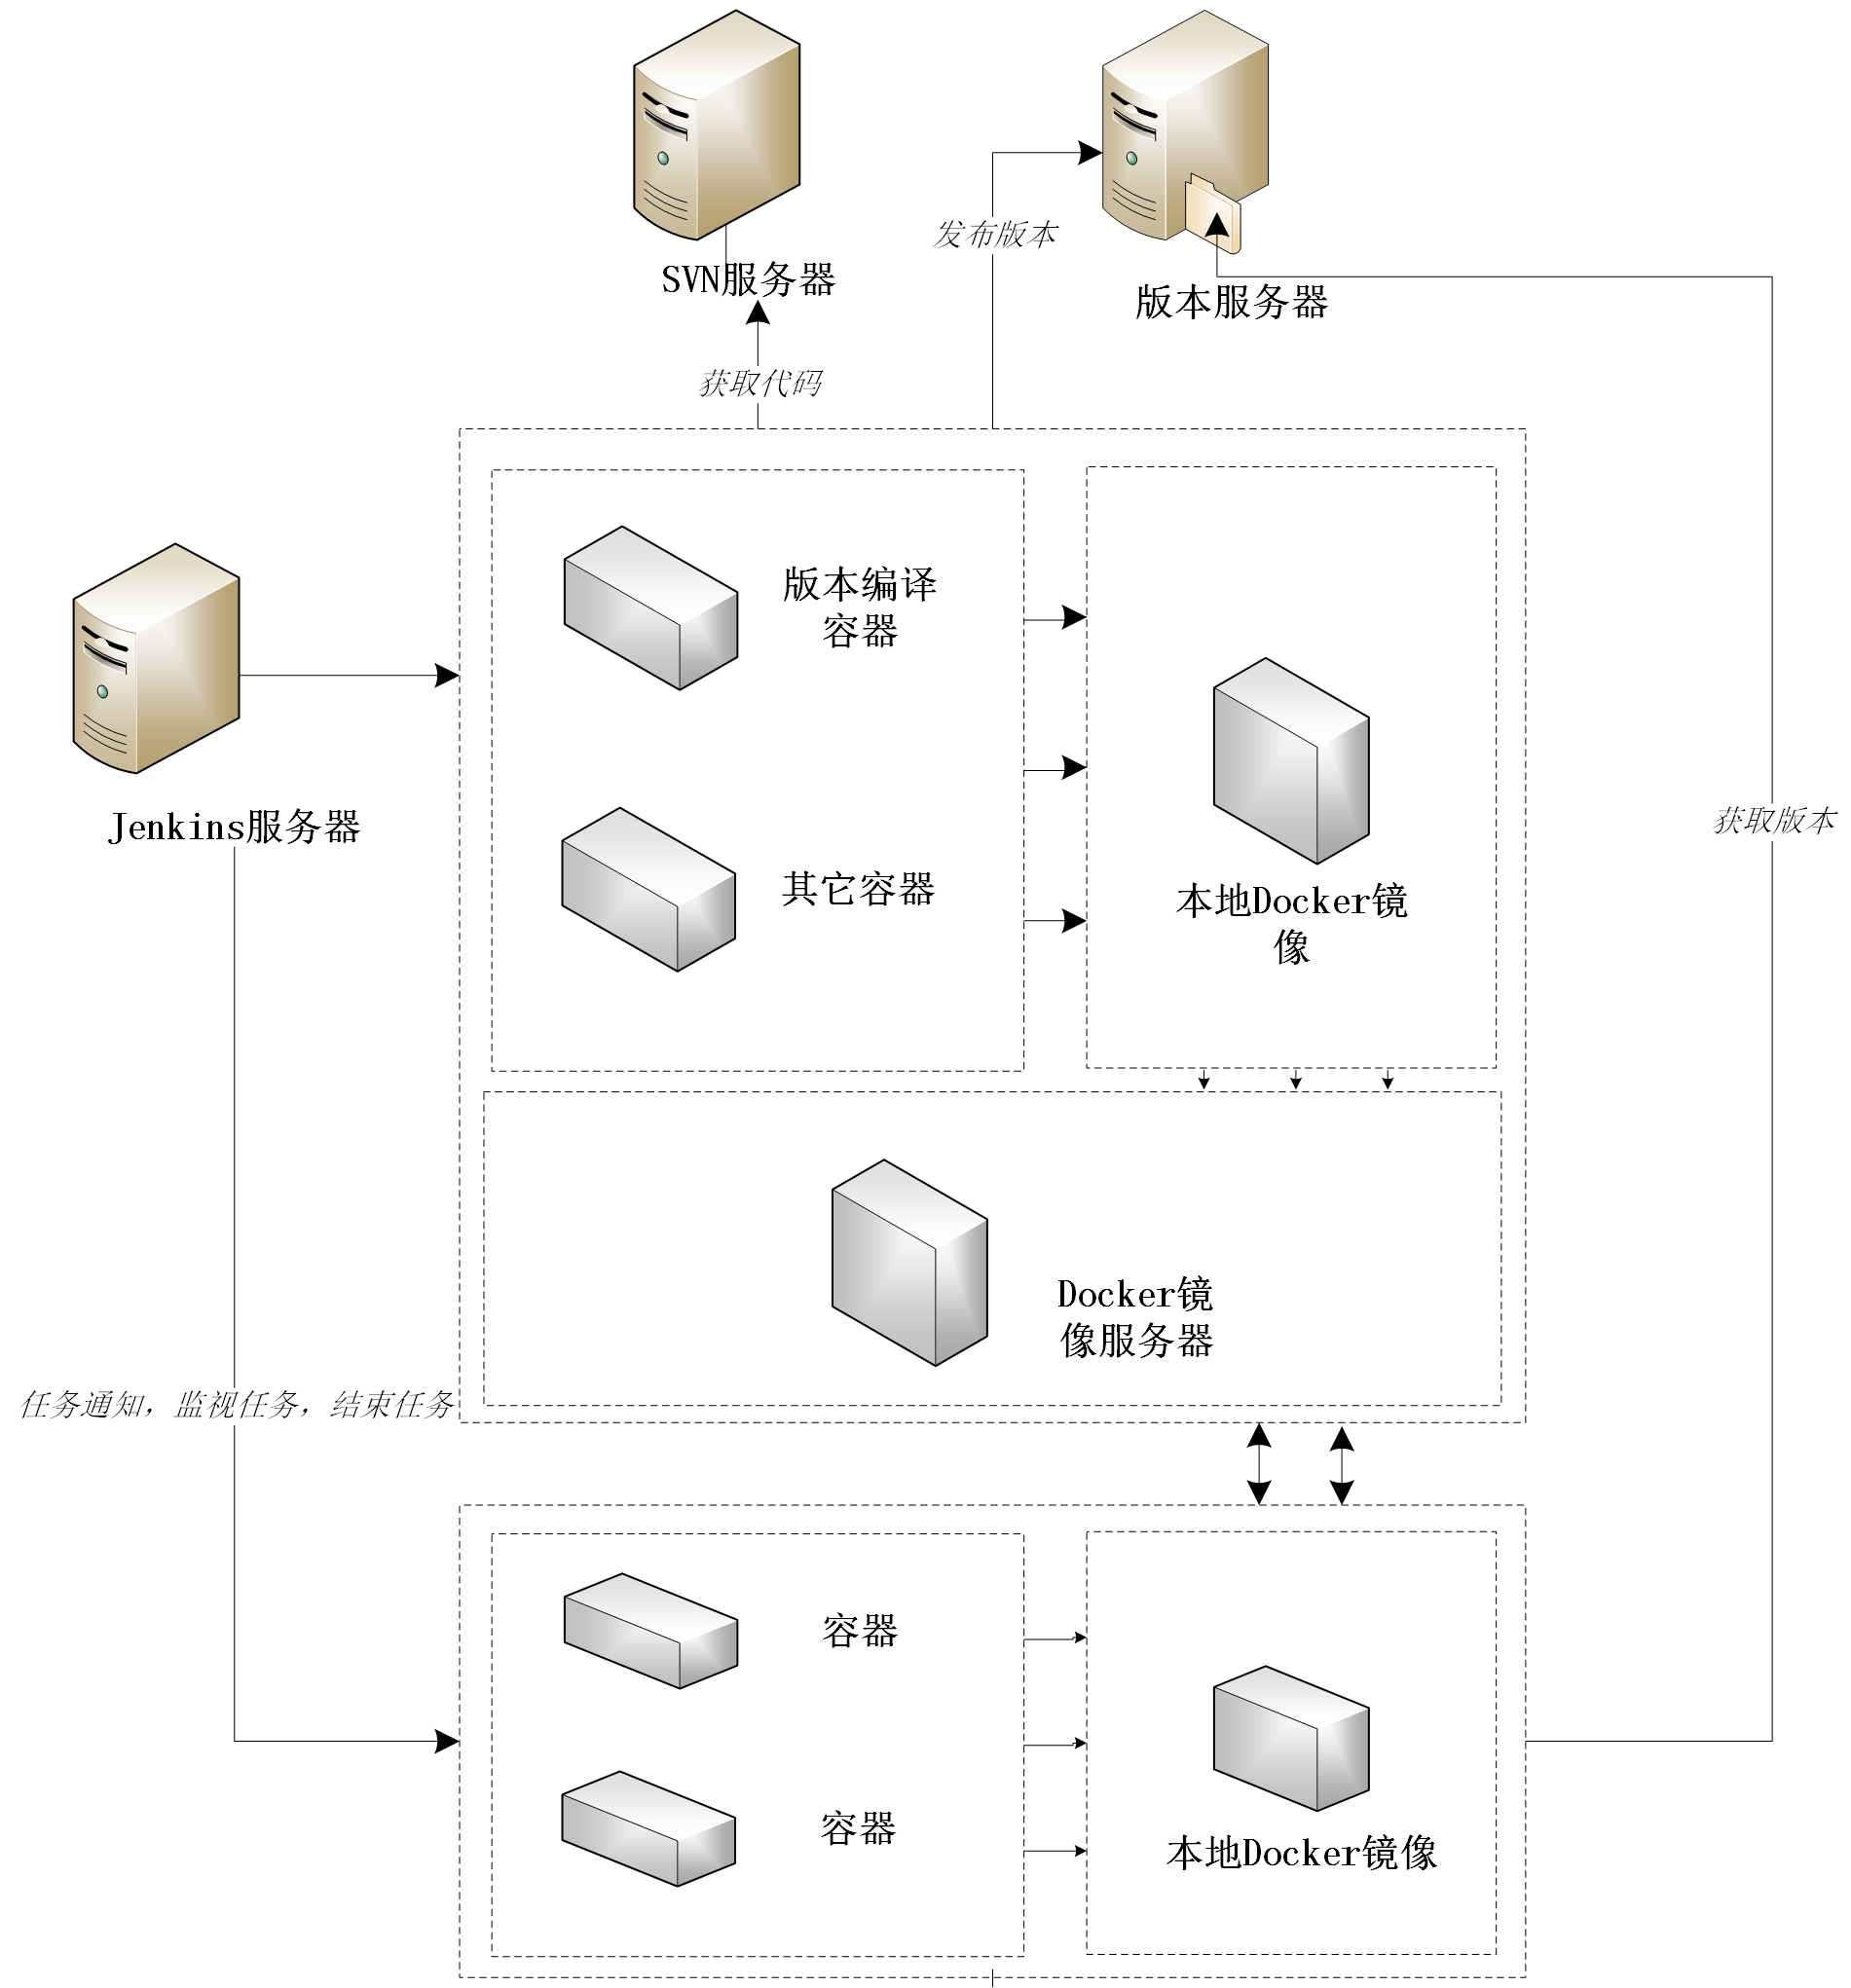 SVN服务器
发布版本
版本服务器
获取代码
版本编译
容器
Jenkins服务器
其它容器
本地Docker镜
像
获取版本
Docker镜
像服务器
任务通知，监视任务，结束任务
容器
容器
本地Docker镜像